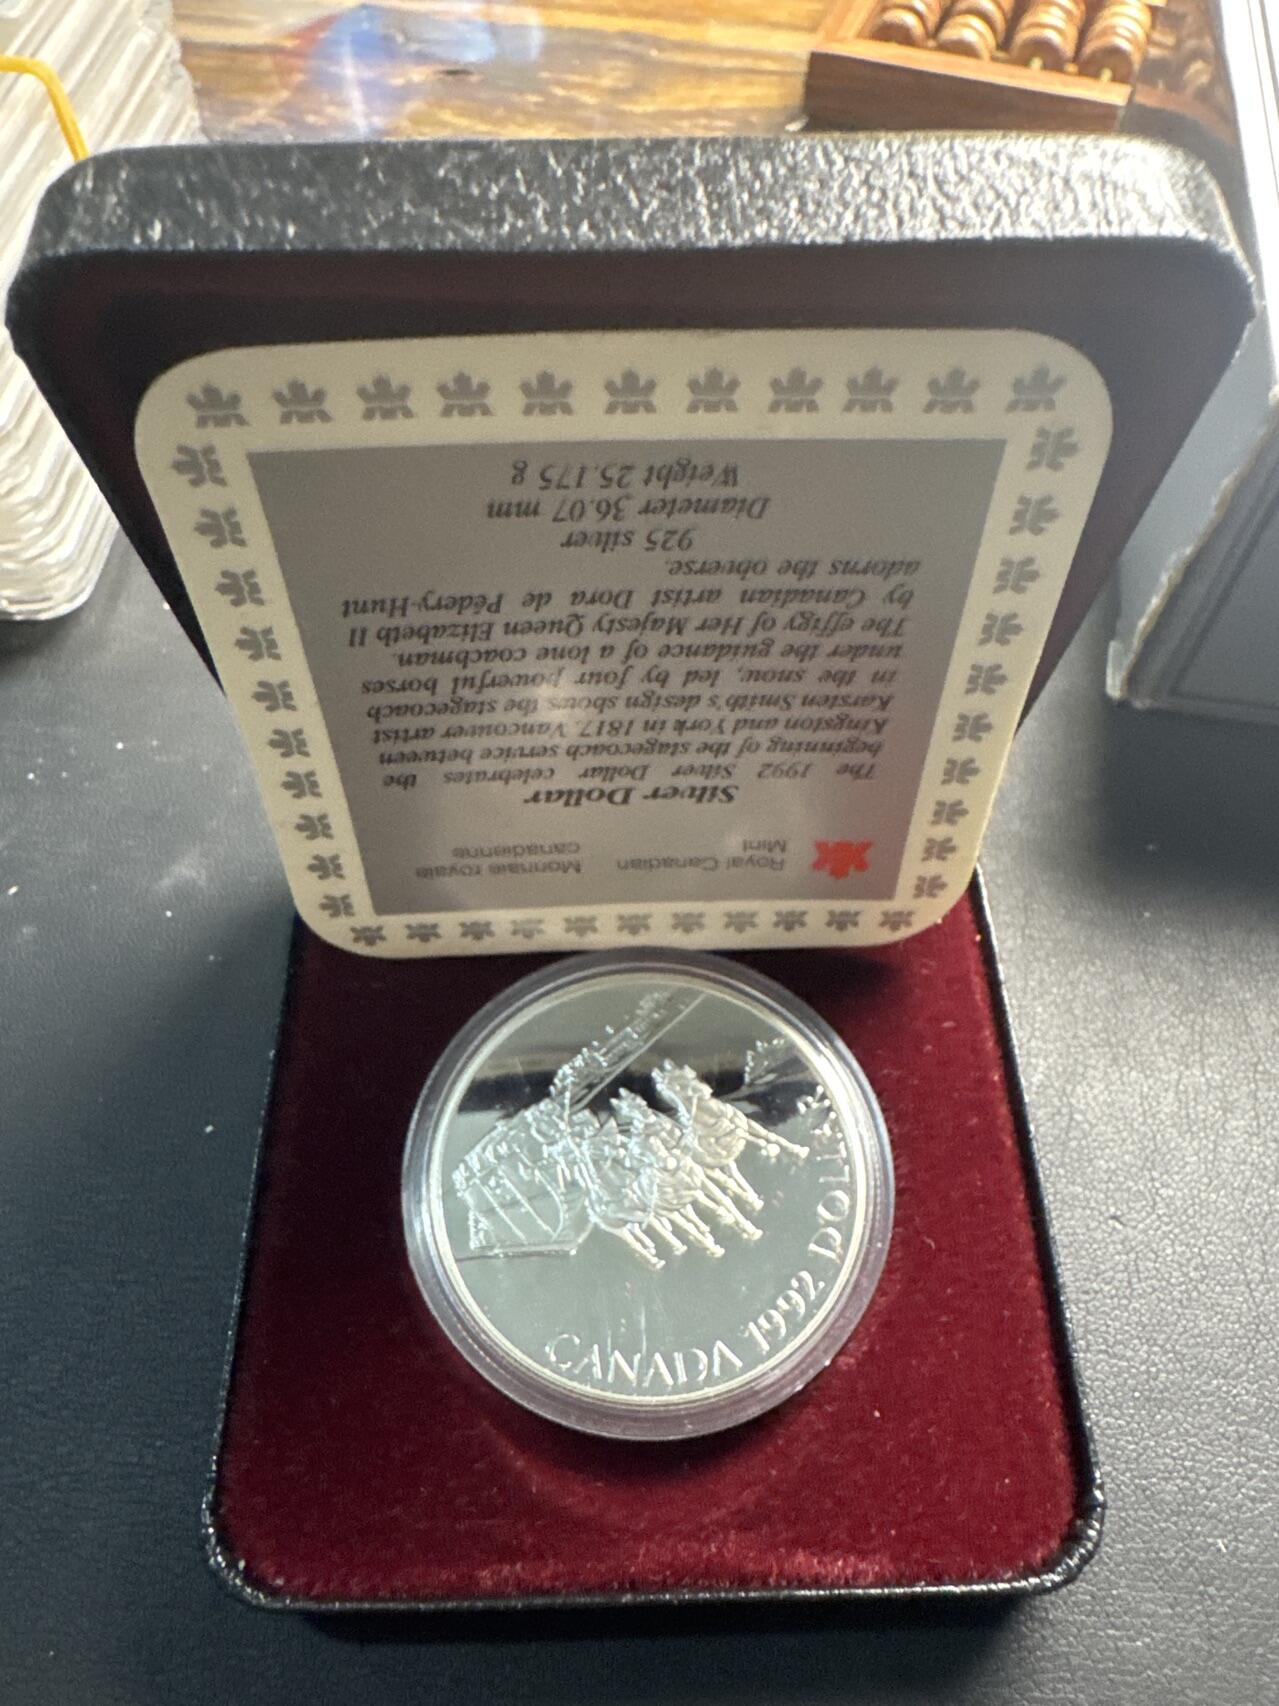 Royal Canadian Monnaie royale
Mint canadienne
Silver Dollar
The 1992 Silver Dollar celebrates the
beginning of the stagecoach service between
Kingston and York in 1817. Vancouver artist
Karsten Smith's design shows the stagecoach
in the snow, led by four powerful horses
under the guidance of a lone coachman.
The effigy of Her Majesty Queen Elizabeth II
by Canadian artist Dora de Pédery-Hunt
adorns the obverse.
925 silver
Diameter 36.07 mm
Weight 25.175 g
CANADA 1992 DOLLAR